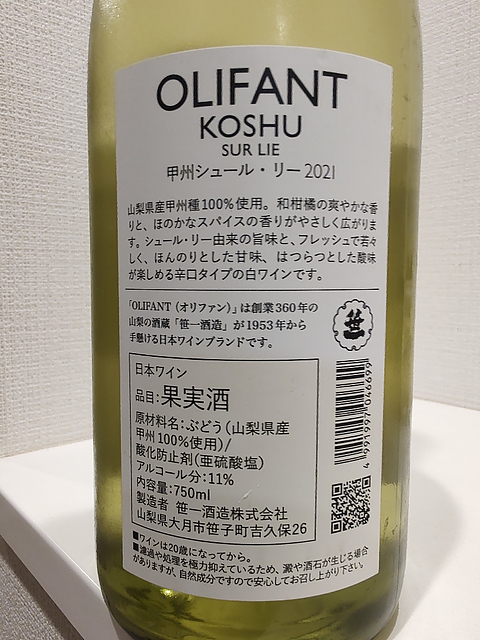 OLIFANT
KOSHU
SUR LIE
甲州シュール・リー 2021
山梨県産甲州種100%使用。和柑橘の爽やかな香
りと、ほのかなスパイスの香りがやさしく広がりま
す。シュール・リー由来の旨味と、フレッシュで若々
しく、ほんのりとした甘味、はつらつとした酸味
が楽しめる辛口タイプの白ワインです。
「OLIFANT (オリファン)」は創業360年の
山梨の酒蔵「笹一酒造」が1953年から
手懸ける日本ワインブランドです。
笹一
日本ワイン
品目:果実酒
原材料名:ぶどう(山梨県産
甲州100%使用)/
酸化防止剤(亜硫酸塩)
アルコール分:11%
内容量:750ml
製造者 笹一酒造株式会社
山梨県大月市笹子町吉久保26
4 991997 046699
■ワインは20歳になってから。
■濾過や処理を極力抑えているため、澱や酒石が生じる場合
がありますが、自然成分ですので安心してお召し上がり下さい。